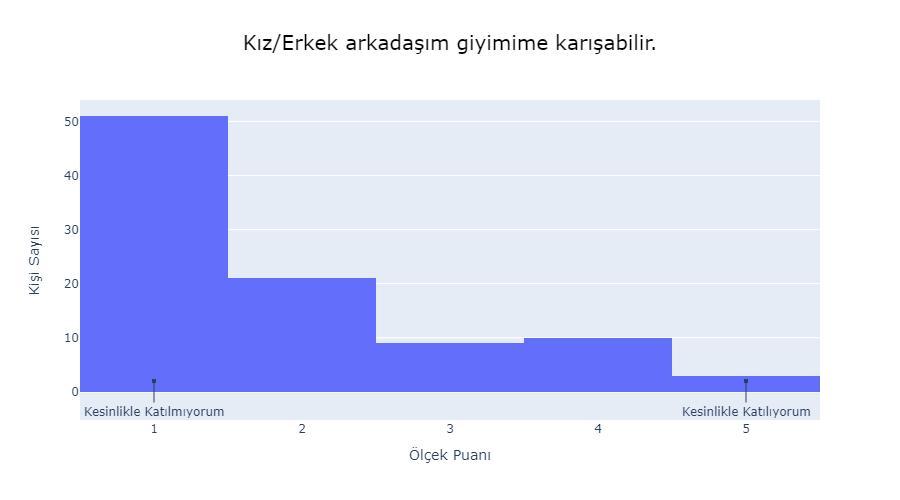 Kız/Erkek arkadaşım giyimime karışabilir.
50
40
30
20
10
0
Kişi Sayısı
Kesinlikle Katılmıyorum
Kesinlikle Katılıyorum
1 2 3 4 5
Ölçek Puanı